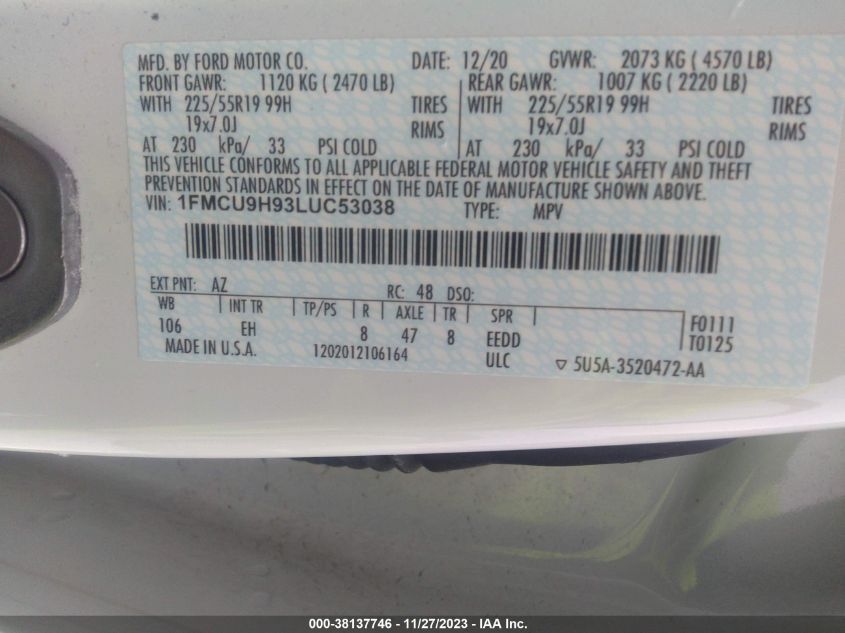 MFD. BY FORD MOTOR CO. DATE: 12/20 GVWR: 2073 KG ( 4570 LB)
FRONT GAWR: 1120 KG ( 2470 LB) REAR GAWR: 1007 KG ( 2220 LB)
WITH 225/55R19 99H TIRES WITH 225/55R19 99H TIRES
19x7.0J RIMS 19x7.0J RIMS
AT 230 kPa/ 33 PSI COLD AT 230 kPa/ 33 PSI COLD
THIS VEHICLE CONFORMS TO ALL APPLICABLE FEDERAL MOTOR VEHICLE SAFETY AND THEFT
PREVENTION STANDARDS IN EFFECT ON THE DATE OF MANUFACTURE SHOWN ABOVE.
VIN: 1FMCU9H93LUC53038 TYPE: MPV
EXT PNT: AZ RC: 48 DSO:
WB INT TR TP/PS R AXLE TR SPR
106 EH 8 47 8 EEDD F0111
MADE IN U.S.A. 1202012106164 ULC T0125
▽ 5U5A-3520472-AA
000-38137746 - 11/27/2023 - IAA Inc.